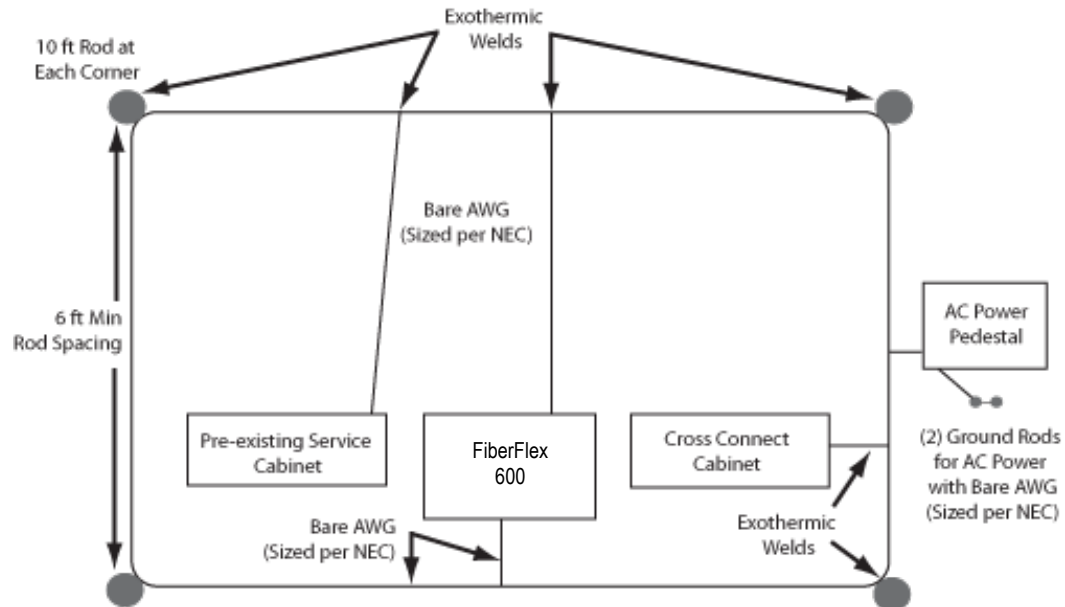 Exothermic
Welds
10 ft Rod at
Each Corner
Bare AWG
(Sized per NEC)
6 ft Min
Rod Spacing
AC Power
Pedestal
Pre-existing Service
Cabinet
FiberFlex
600
Cross Connect
Cabinet
(2) Ground Rods
for AC Power
with Bare AWG
(Sized per NEC)
Bare AWG
(Sized per NEC)
Exothermic
Welds